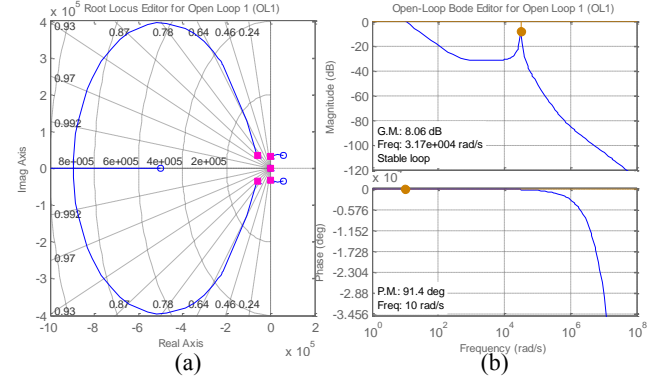 Root Locus Editor for Open Loop 1 (OL1)
x 10^5
4
3
2
1
0
-1
-2
-3
-4
0.93
0.87
0.78
0.64
0.46
0.24
0.97
0.992
8e+005
6e+005
4e+005
2e+005
0.992
0.97
0.93
0.87
0.78
0.64
0.46
0.24
-10
-8
-6
-4
-2
0
2
x 10^5
Imag Axis
Real Axis
(a)
Open-Loop Bode Editor for Open Loop 1 (OL1)
0
-20
-40
-60
-80
-100
-120
Magnitude (dB)
G.M.: 8.06 dB
Freq: 3.17e+004 rad/s
Stable loop
x 10
0
-0.576
-1.152
-1.728
-2.304
-2.88
-3.456
Phase (deg)
P.M.: 91.4 deg
Freq: 10 rad/s
10^0
10^2
10^4
10^6
10^8
Frequency (rad/s)
(b)